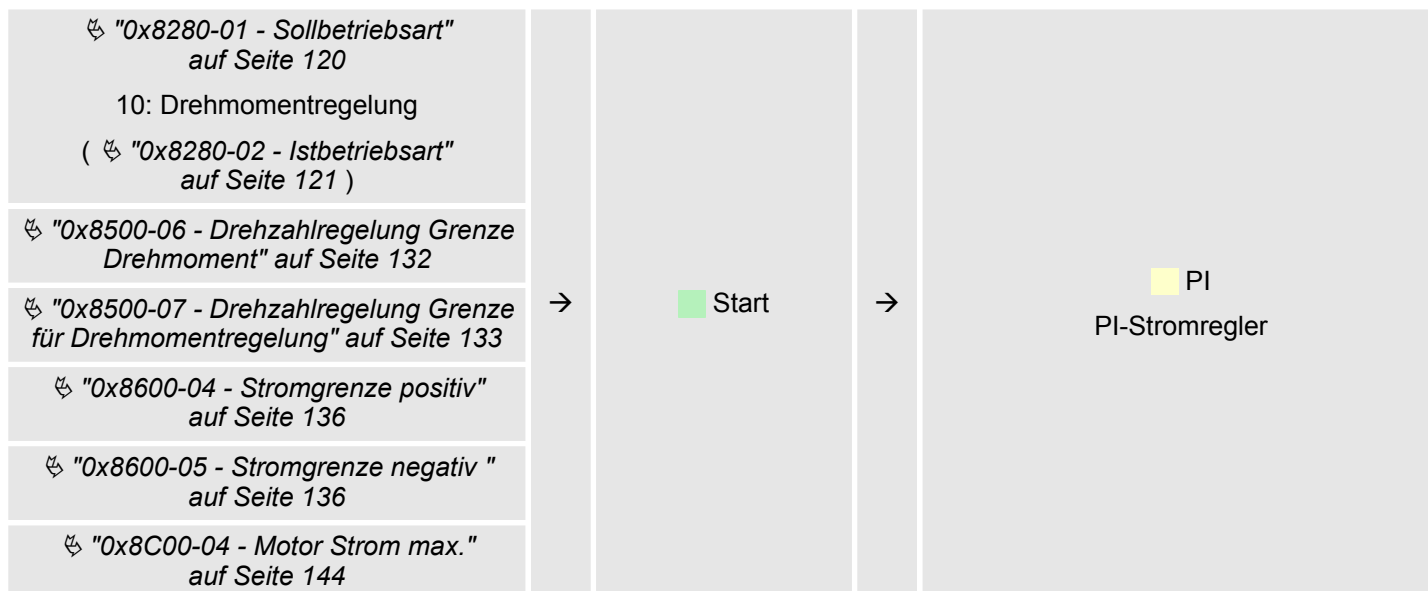 "0x8280-01 - Sollbetriebsart"
auf Seite 120
10: Drehmomentregelung
( "0x8280-02 - Istbetriebsart"
auf Seite 121 )
"0x8500-06 - Drehzahlregelung Grenze
Drehmoment" auf Seite 132
"0x8500-07 - Drehzahlregelung Grenze
für Drehmomentregelung" auf Seite 133
"0x8600-04 - Stromgrenze positiv"
auf Seite 136
"0x8600-05 - Stromgrenze negativ "
auf Seite 136
"0x8C00-04 - Motor Strom max."
auf Seite 144
→
Start
→
PI
PI-Stromregler